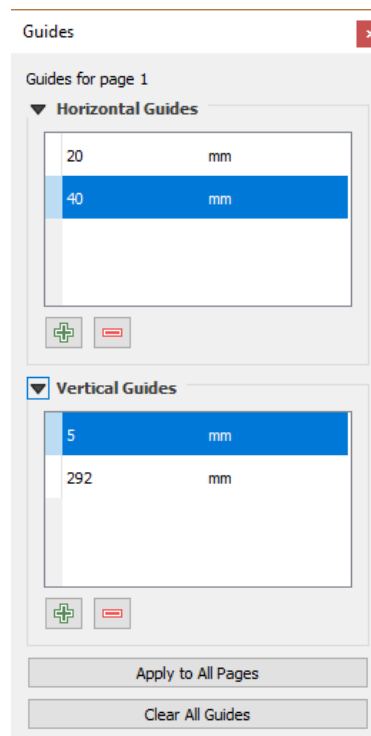 Guides
Guides for page 1
Horizontal Guides
20 mm
40 mm
Vertical Guides
5 mm
292 mm
Apply to All Pages
Clear All Guides